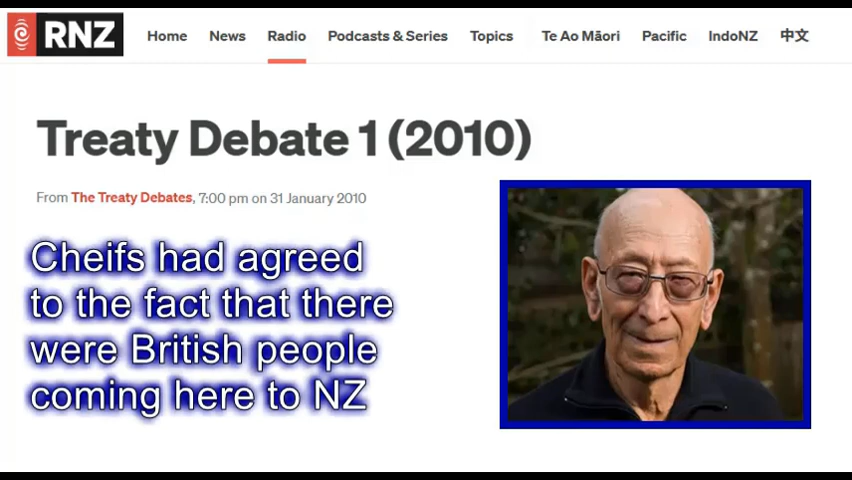 RNZ Home News Radio Podcasts & Series Topics Te Ao Māori Pacific IndoNZ 中文
Treaty Debate 1 (2010)
From The Treaty Debates, 7:00 pm on 31 January 2010
Cheifs had agreed
to the fact that there
were British people
coming here to NZ